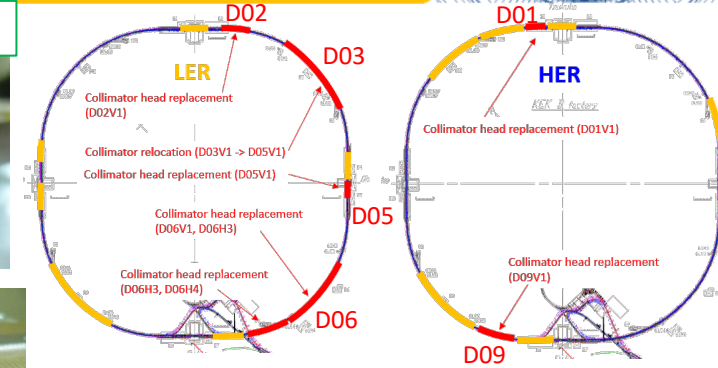 D02
D01
D03
LER
HER
Collimator head replacement
(D02V1)
KEK B factory
Collimator head replacement (D01V1)
Collimator relocation (D03V1 -> D05V1)
Collimator head replacement (D05V1)
D05
Collimator head replacement
(D06V1, D06H3)
Collimator head replacement
(D09V1)
Collimator head replacement
(D06H3, D06H4)
D06
D09